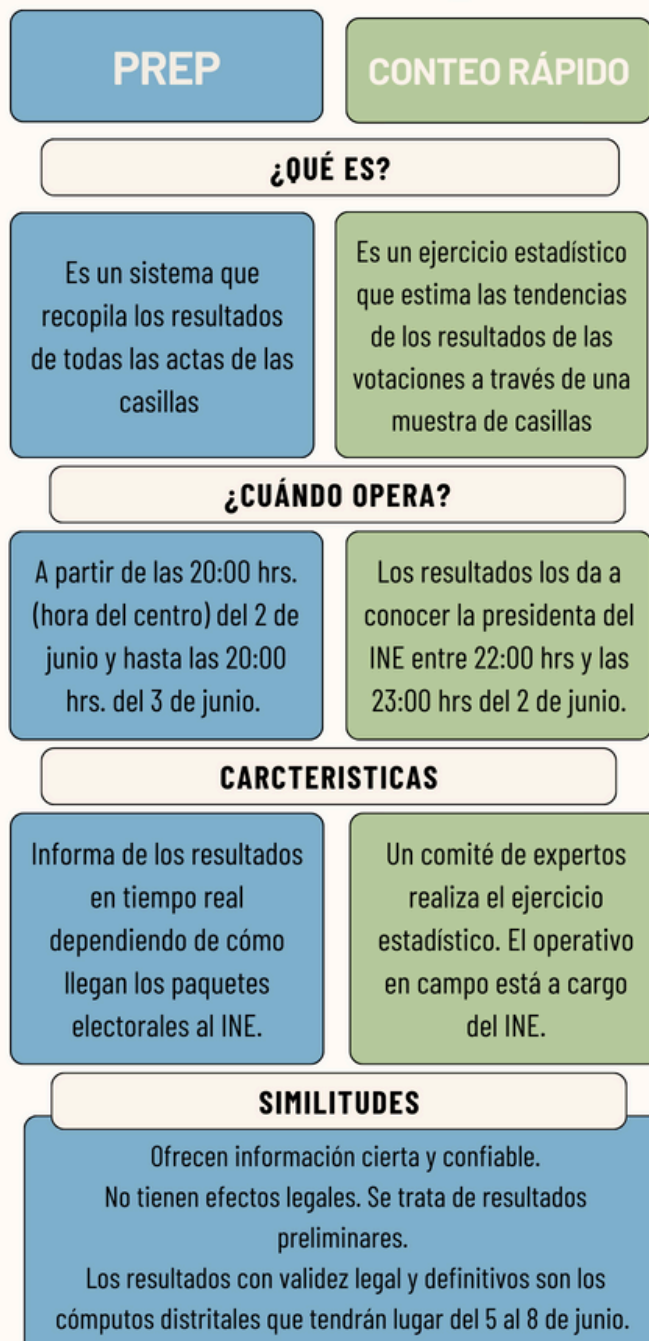 PREP
CONTEO RÁPIDO
¿QUÉ ES?
Es un sistema que
recopila los resultados
de todas las actas de las
casillas
Es un ejercicio estadístico
que estima las tendencias
de los resultados de las
votaciones a través de una
muestra de casillas
¿CUÁNDO OPERA?
A partir de las 20:00 hrs.
(hora del centro) del 2 de
junio y hasta las 20:00
hrs. del 3 de junio.
Los resultados los da a
conocer la presidenta del
INE entre 22:00 hrs y las
23:00 hrs del 2 de junio.
CARCTERISTICAS
Informa de los resultados
en tiempo real
dependiendo de cómo
llegan los paquetes
electorales al INE.
Un comité de expertos
realiza el ejercicio
estadístico. El operativo
en campo está a cargo
del INE.
SIMILITUDES
Ofrecen información cierta y confiable.
No tienen efectos legales. Se trata de resultados
preliminares.
Los resultados con validez legal y definitivos son los
cómputos distritales que tendrán lugar del 5 al 8 de junio.